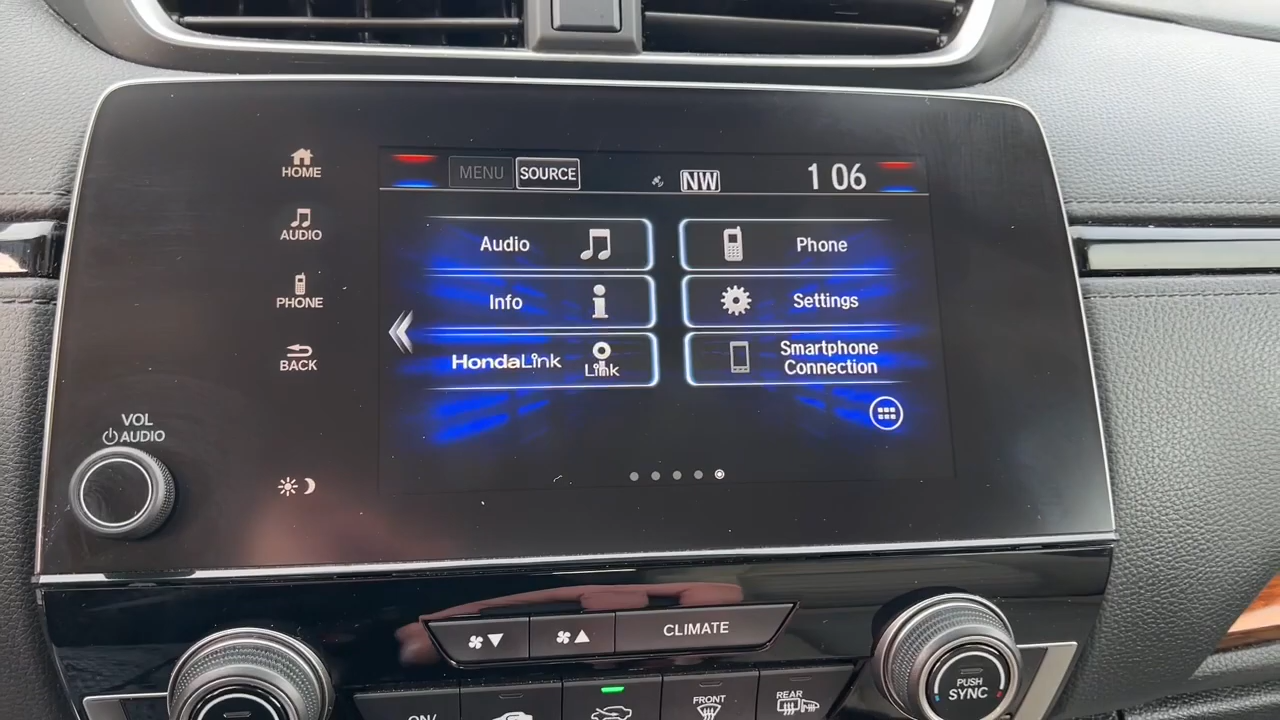 HOME
AUDIO
PHONE
BACK
VOL
AUDIO
MENU SOURCE NW 1 06
Audio Phone
Info Settings
HondaLink Link Smartphone
Connection
CLIMATE
PUSH
SYNC
ON/
FRONT
REAR